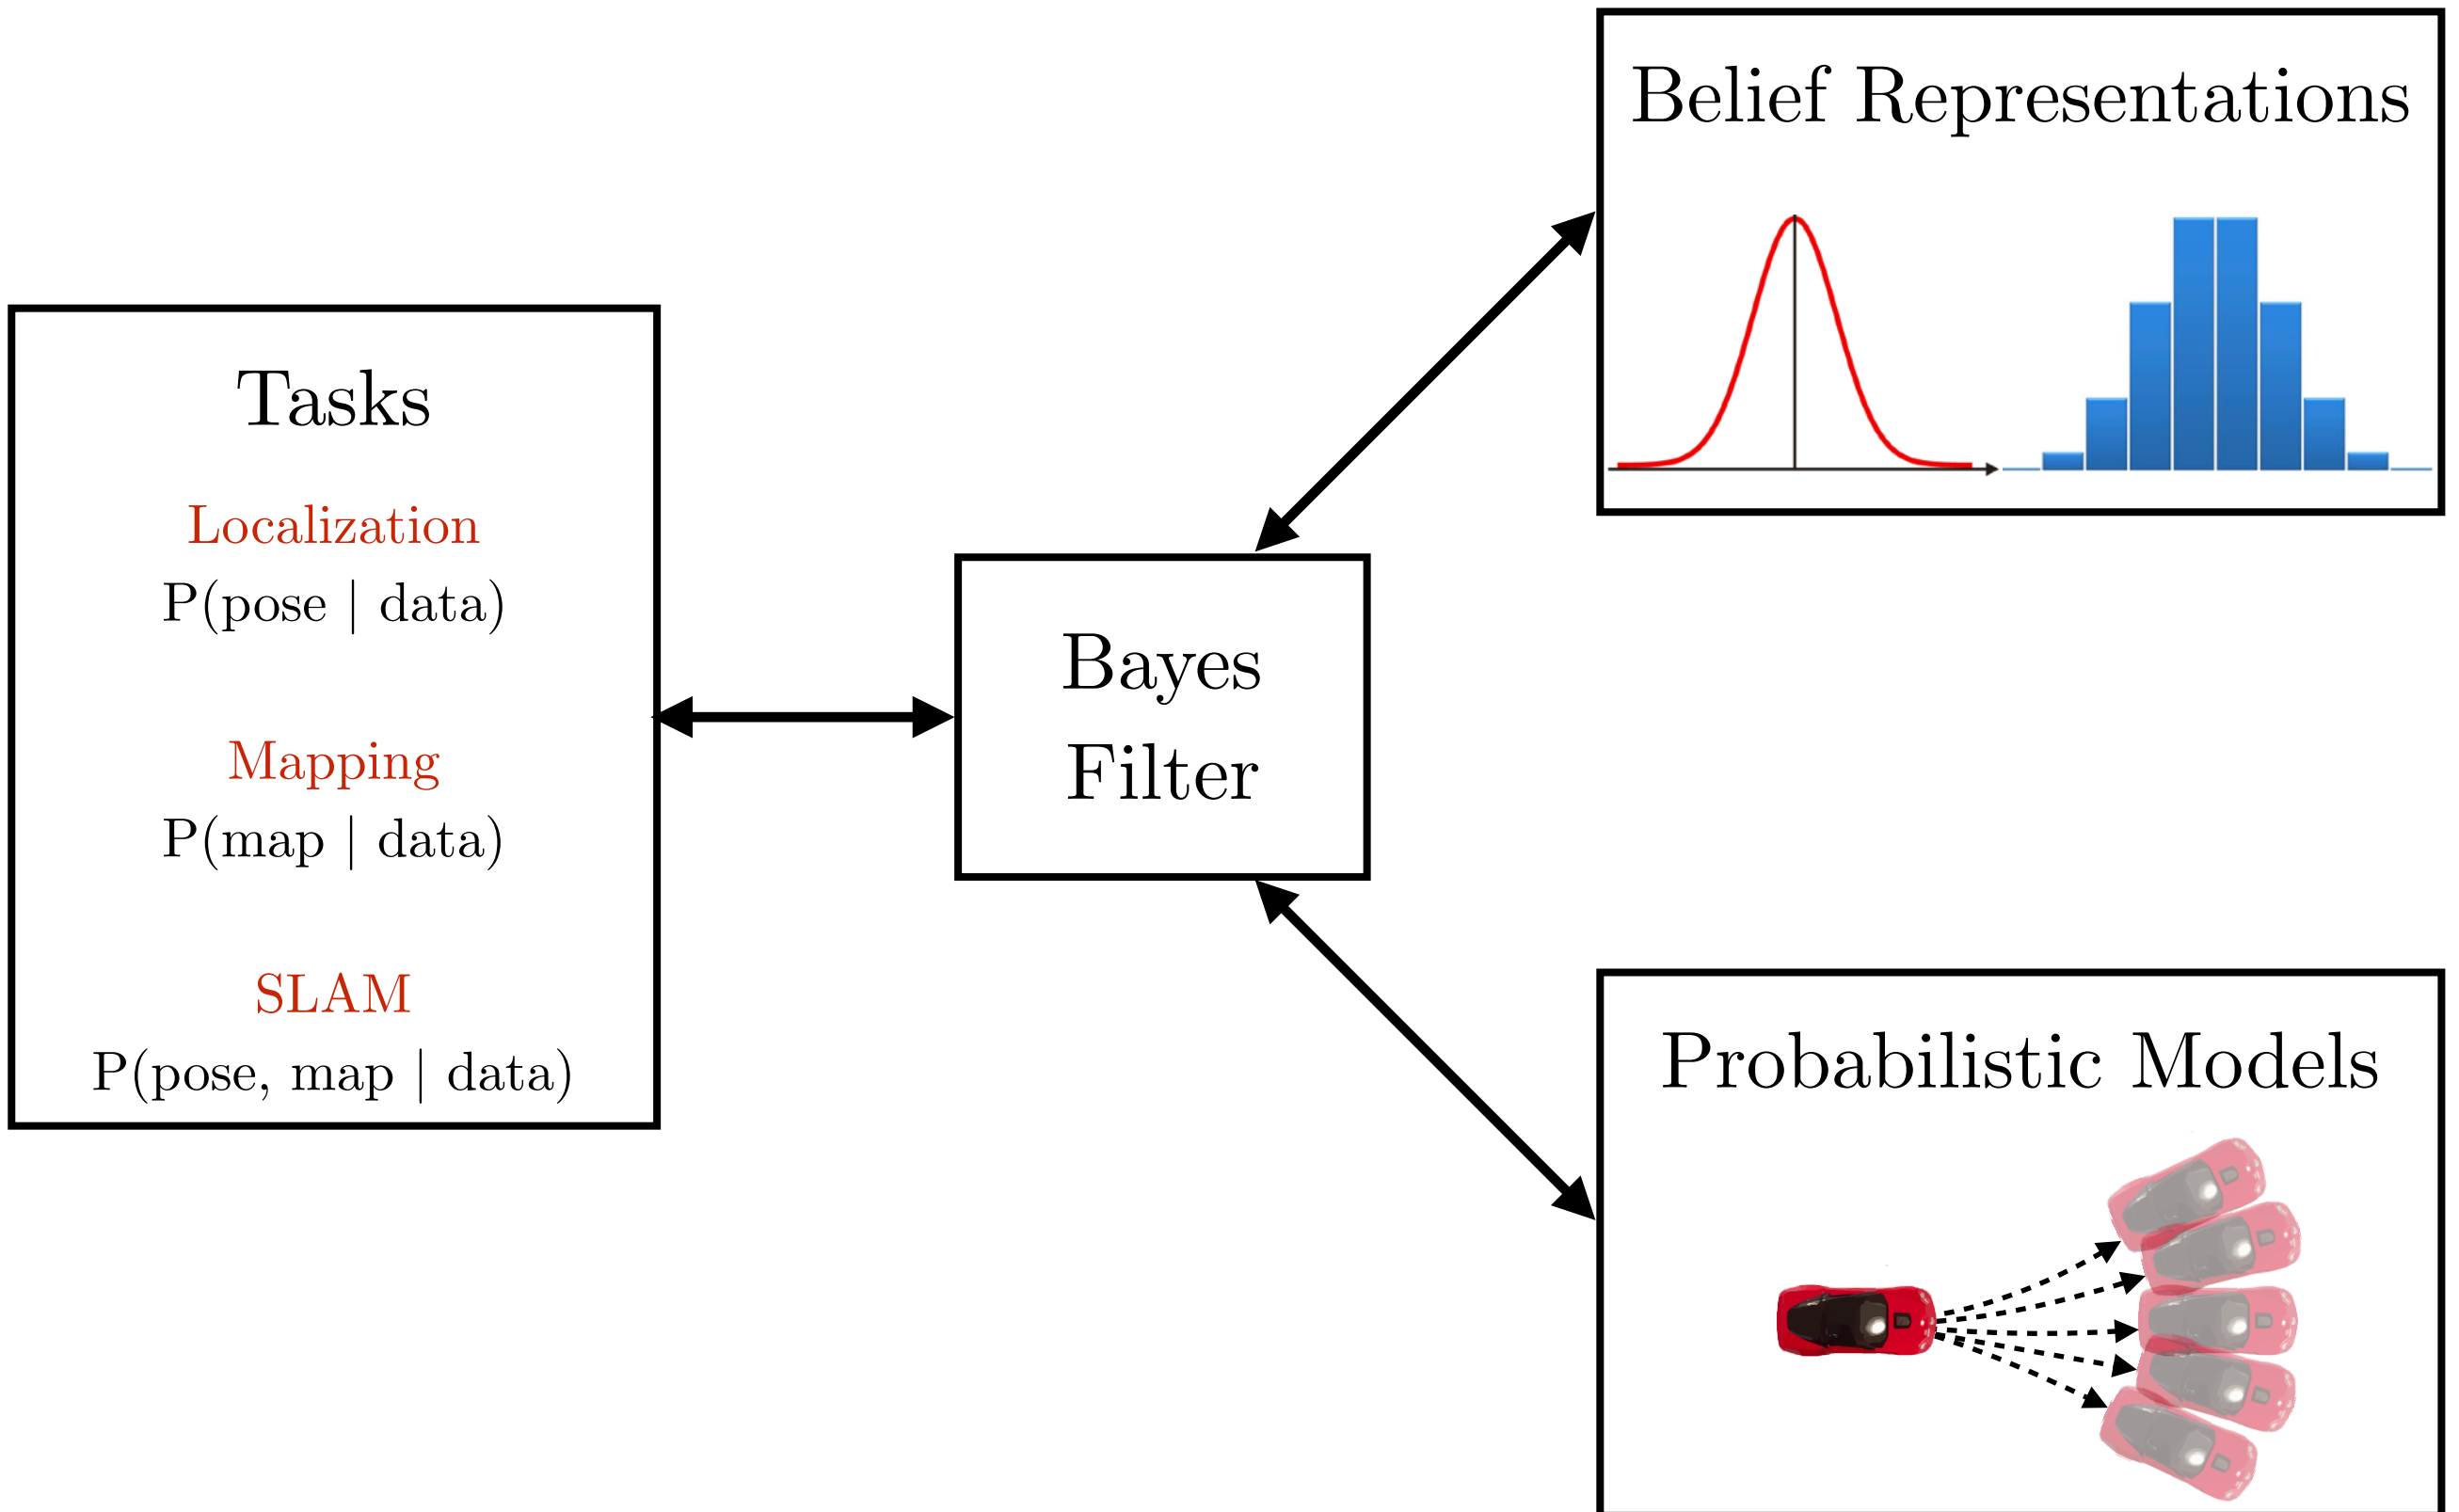 Tasks
Localization
P(pose | data)
Mapping
P(map | data)
SLAM
P(pose, map | data)
Bayes
Filter
Belief Representations
Probabilistic Models